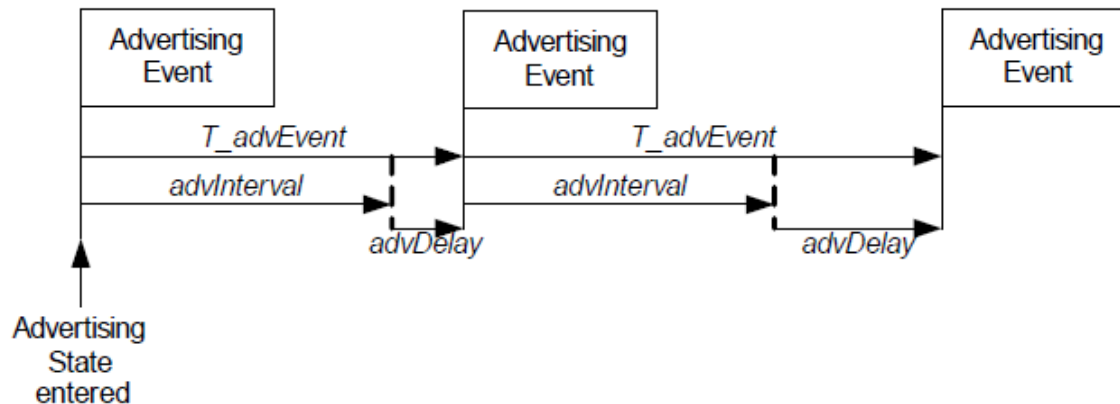 Advertising
Event
Advertising
Event
Advertising
Event
T_advEvent
T_advEvent
advInterval
advInterval
advDelay
advDelay
Advertising
State
entered